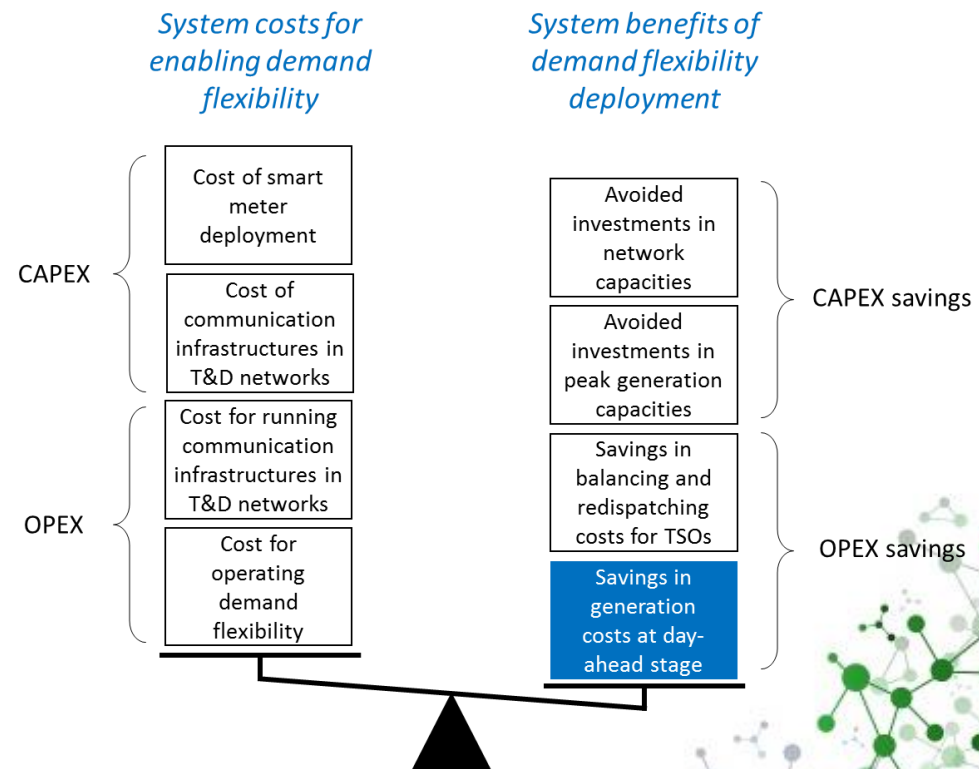 System costs for
enabling demand
flexibility
System benefits of
demand flexibility
deployment
CAPEX
Cost of smart
meter
deployment
Cost of
communication
infrastructures in
T&D networks
OPEX
Cost for running
communication
infrastructures in
T&D networks
Cost for
operating
demand
flexibility
Avoided
investments in
network
capacities
Avoided
investments in
peak generation
capacities
CAPEX savings
Savings in
balancing and
redispatching
costs for TSOs
Savings in
generation
costs at day-
ahead stage
OPEX savings